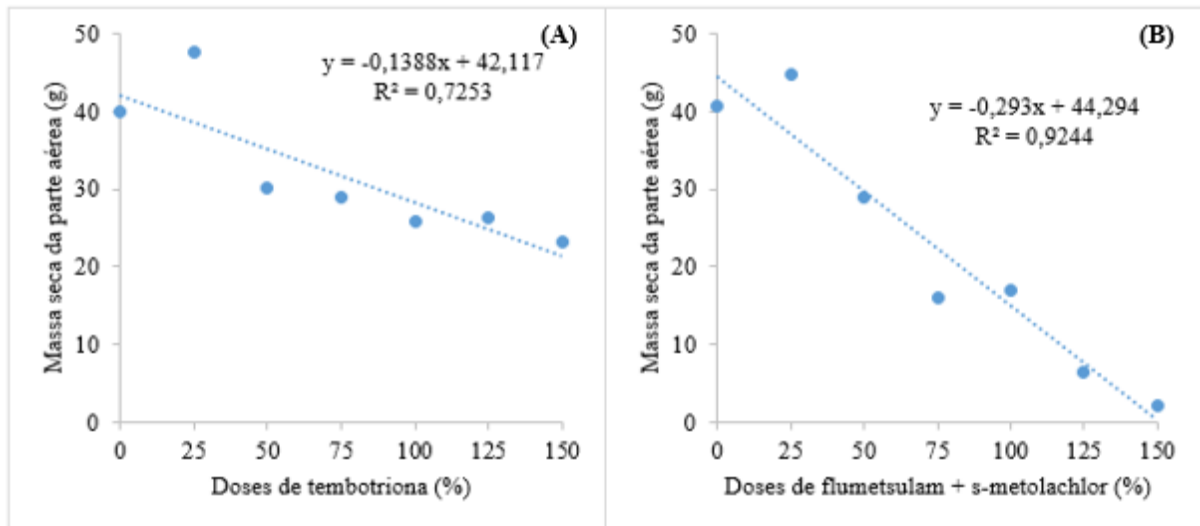 (A)
y = -0,1388x + 42,117
R² = 0,7253
Massa seca da parte aérea (g)
50
40
30
20
10
0
0 25 50 75 100 125 150
Doses de tembotriona (%)
(B)
y = -0,293x + 44,294
R² = 0,9244
Massa seca da parte aérea (g)
50
40
30
20
10
0
0 25 50 75 100 125 150
Doses de flumetsulam + s-metolachlor (%)